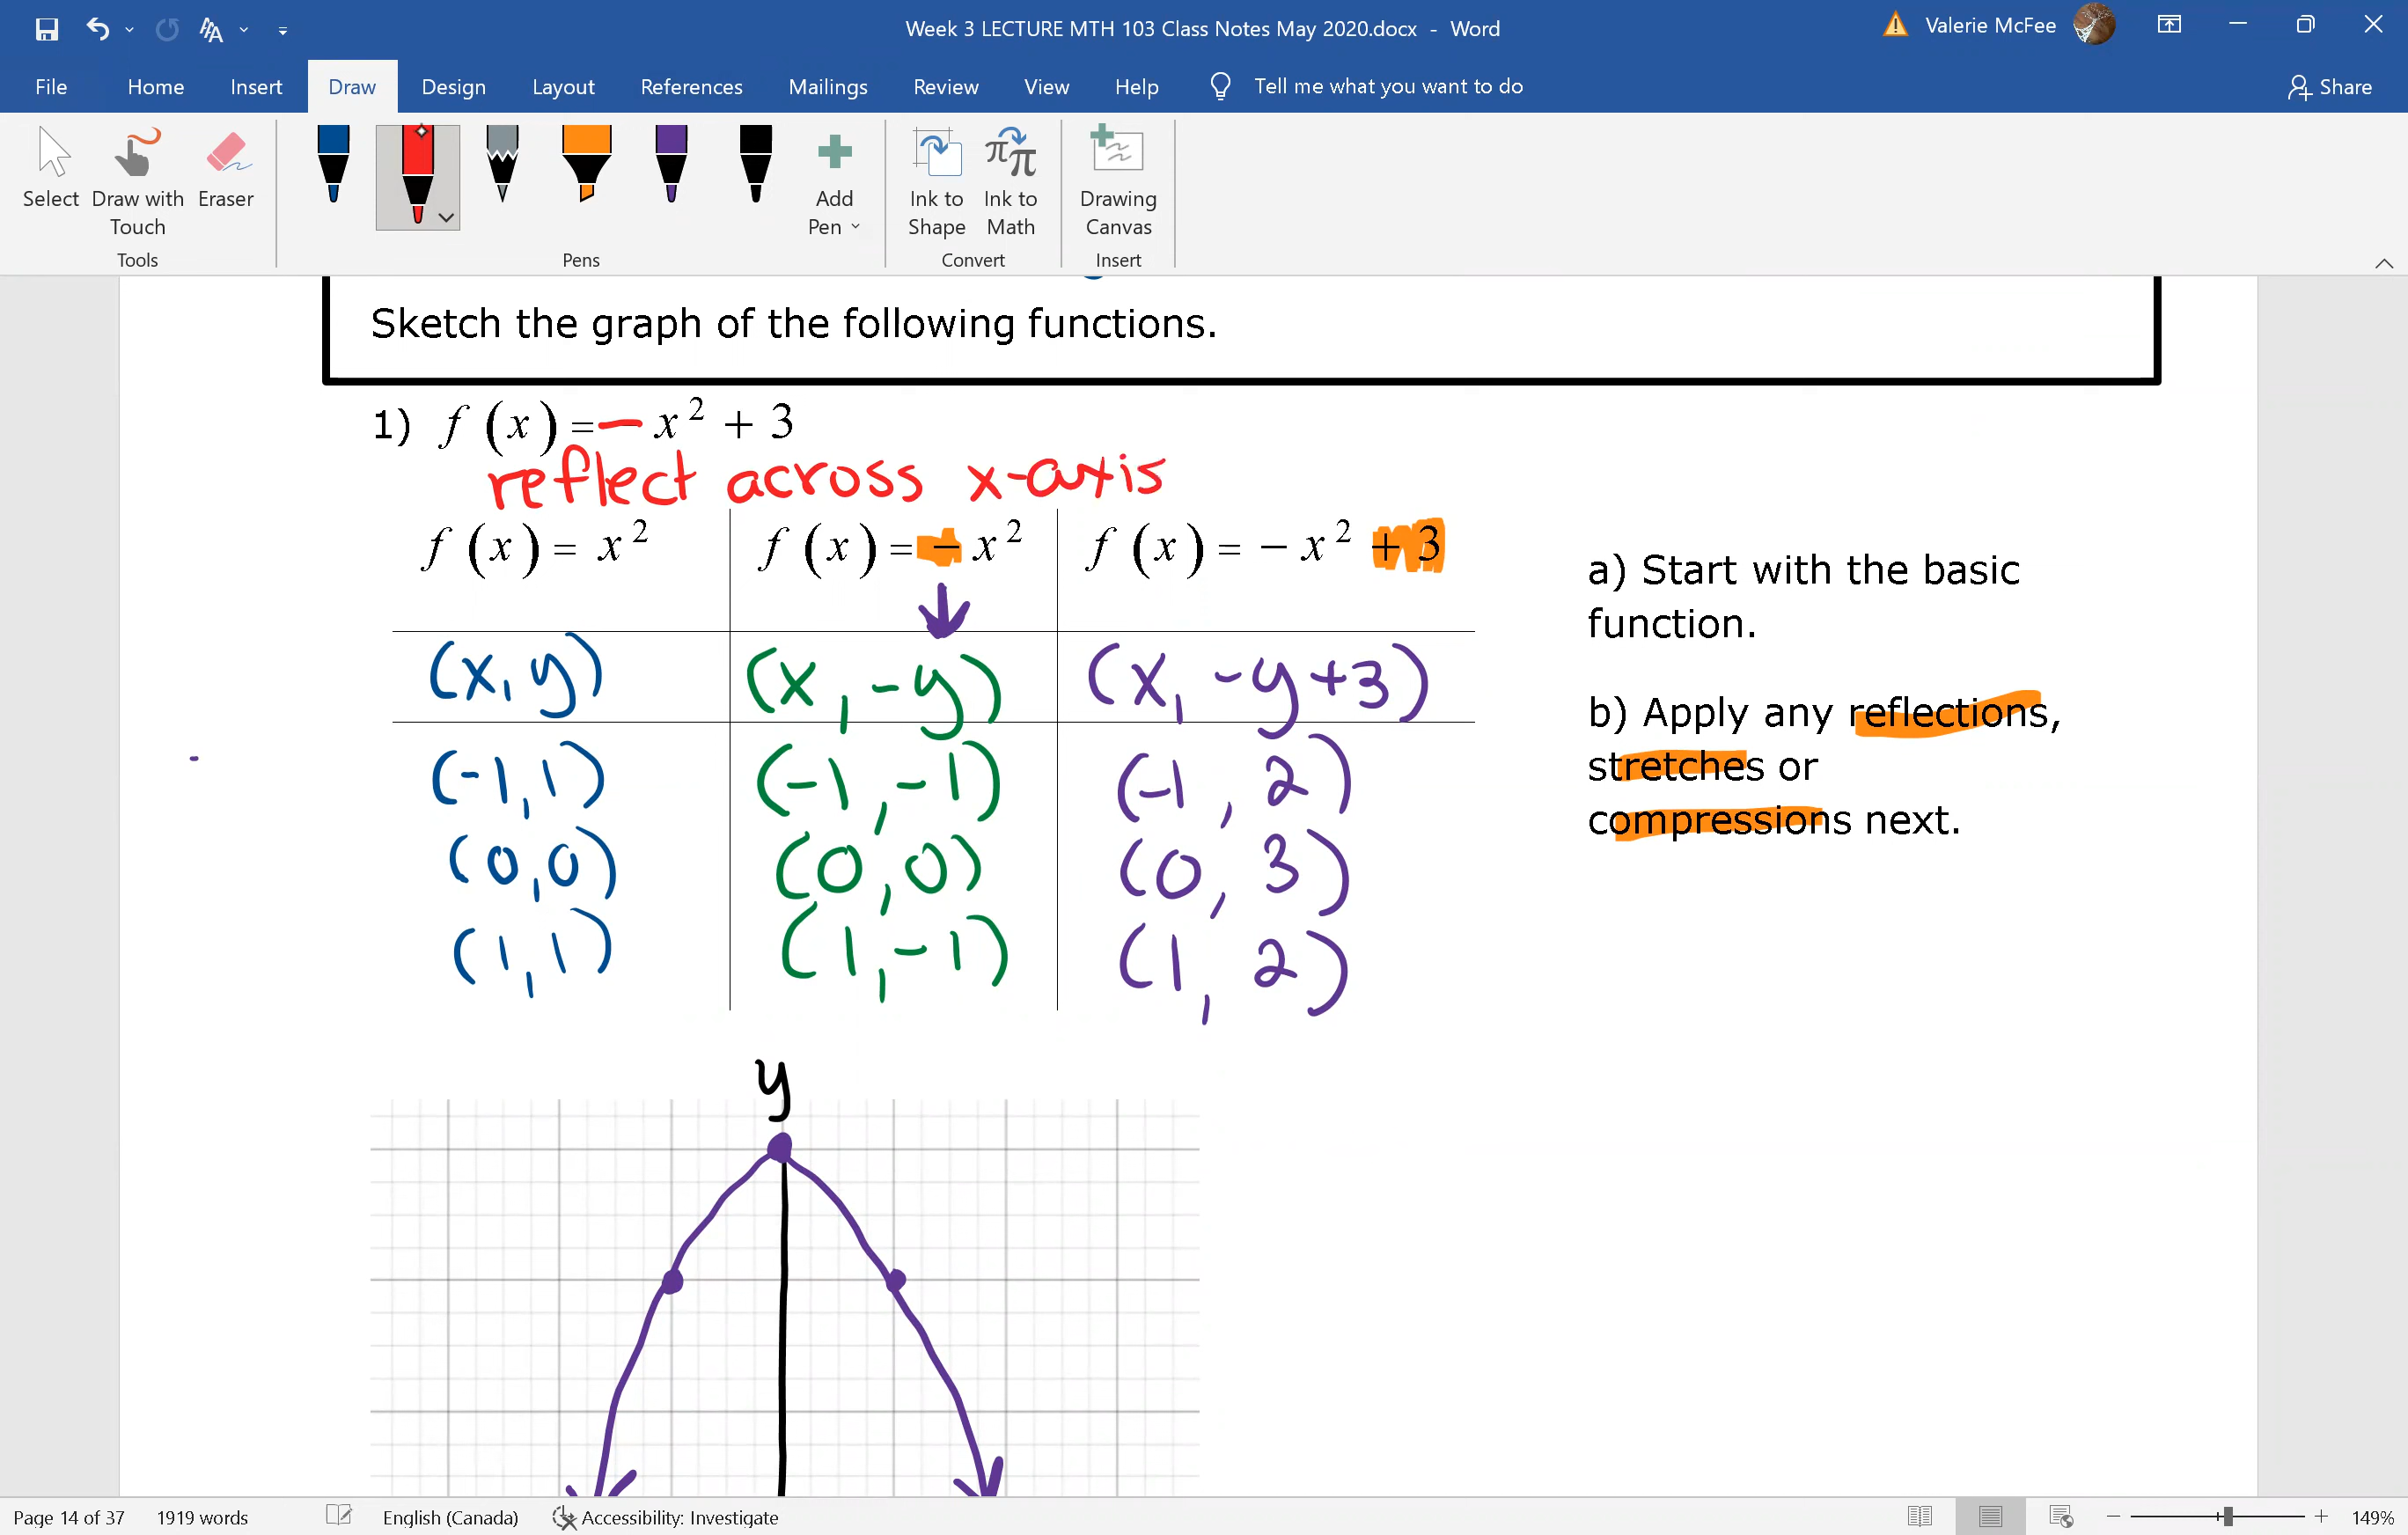 Week 3 LECTURE MTH 103 Class Notes May 2020.docx - Word
Valerie McFee
File Home Insert Draw Design Layout References Mailings Review View Help Tell me what you want to do Share
Select Draw with Touch Eraser Add Pen Ink to Shape Ink to Math Drawing Canvas
Tools Pens Convert Insert
Sketch the graph of the following functions.
1) f(x) = − x² + 3
reflect across x-axis
f(x) = x² f(x) = − x² f(x) = − x² + 3
(x, y) (x, -y) (x, -y+3)
(-1, 1) (-1, -1) (-1, 2)
(0,0) (0,0) (0, 3)
(1, 1) (1, -1) (1, 2)
a) Start with the basic
function.
b) Apply any reflections,
stretches or
compressions next.
y
Page 14 of 37 1919 words English (Canada) Accessibility: Investigate 149%